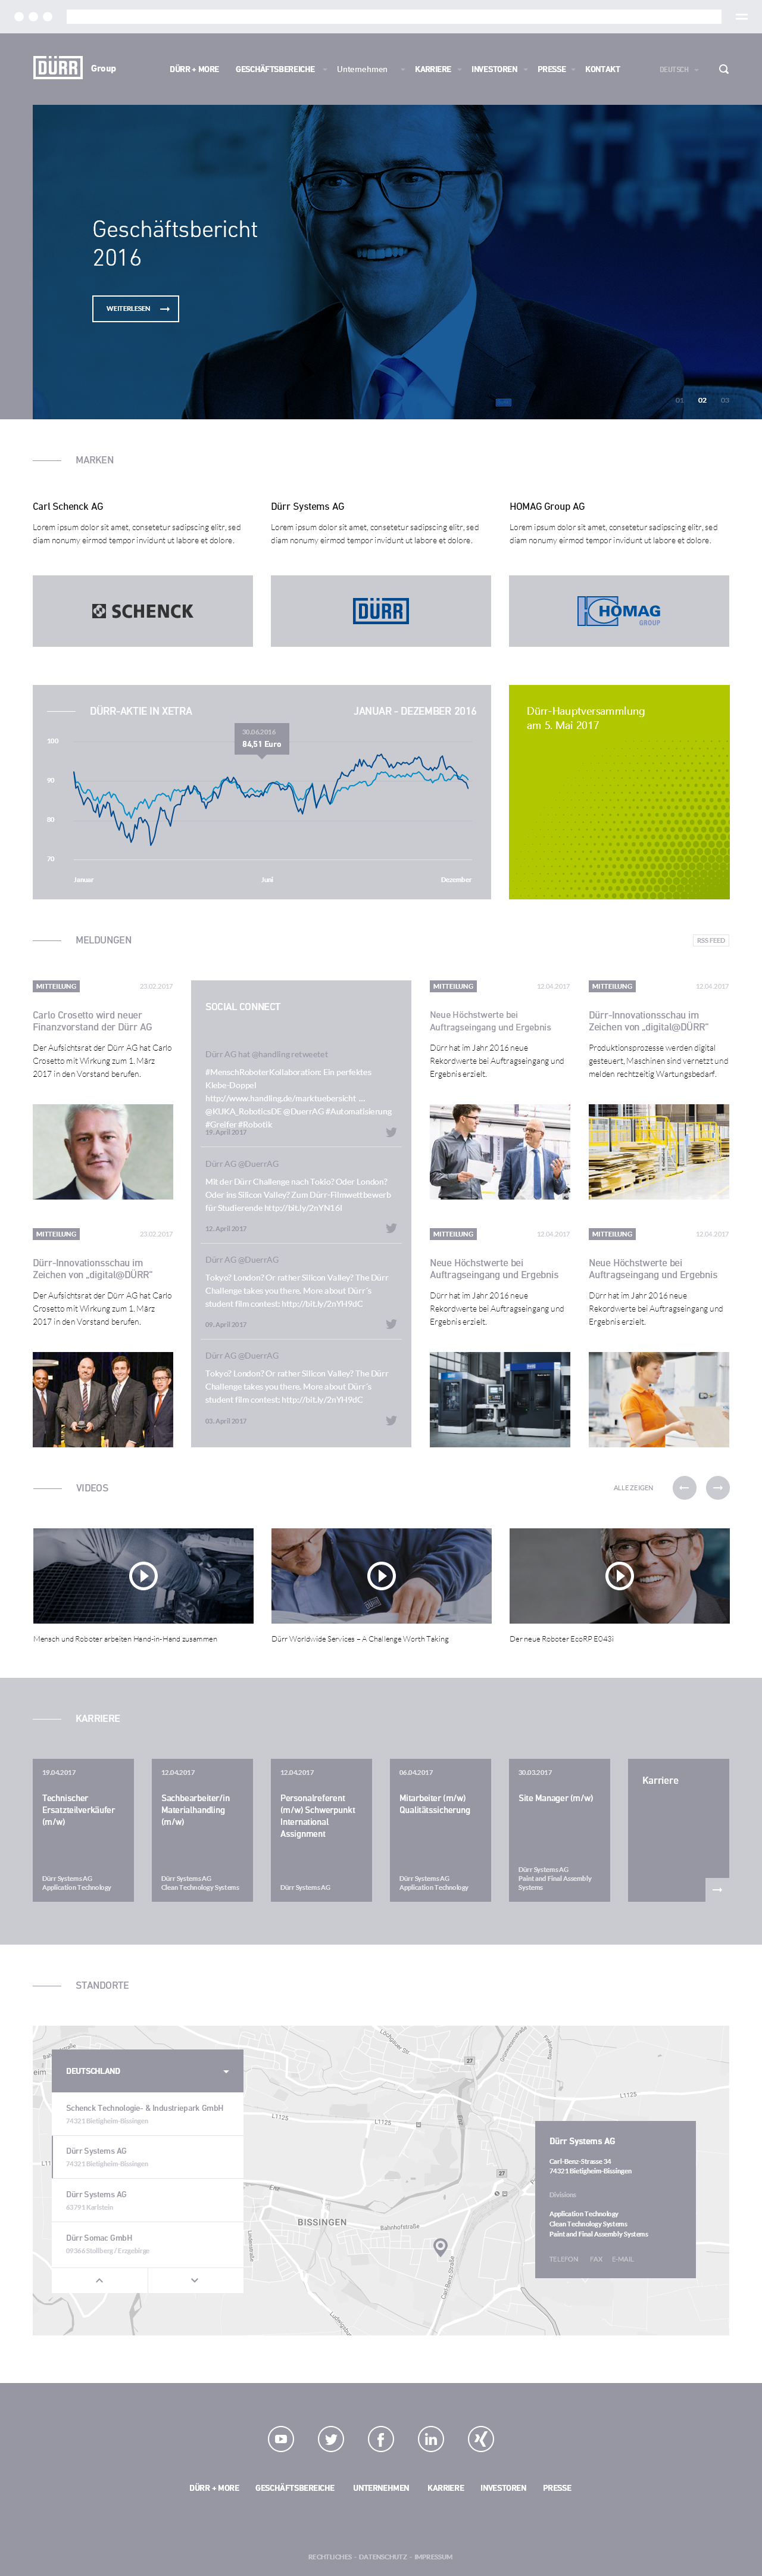 DÜRR Group
DÜRR + MORE GESCHÄFTSBEREICHE Unternehmen KARRIERE INVESTOREN PRESSE KONTAKT DEUTSCH
Geschäftsbericht
2016
WEITERLESEN
01 02 03
MARKEN
Carl Schenck AG
Lorem ipsum dolor sit amet, consetetur sadipscing elitr, sed
diam nonumy eirmod tempor invidunt ut labore et dolore.
SCHENCK
Dürr Systems AG
Lorem ipsum dolor sit amet, consetetur sadipscing elitr, sed
diam nonumy eirmod tempor invidunt ut labore et dolore.
DÜRR
HOMAG Group AG
Lorem ipsum dolor sit amet, consetetur sadipscing elitr, sed
diam nonumy eirmod tempor invidunt ut labore et dolore.
HOMAG
GROUP
DÜRR-AKTIE IN XETRA
JANUAR - DEZEMBER 2016
30.06.2016
84,51 Euro
100
90
80
70
Januar Juni Dezember
Dürr-Hauptversammlung
am 5. Mai 2017
MELDUNGEN
RSS FEED
MITTEILUNG 23.02.2017
Carlo Crosetto wird neuer
Finanzvorstand der Dürr AG
Der Aufsichtsrat der Dürr AG hat Carlo
Crosetto mit Wirkung zum 1. März
2017 in den Vorstand berufen.
MITTEILUNG 23.02.2017
Dürr-Innovationsschau im
Zeichen von „digital@DÜRR“
Der Aufsichtsrat der Dürr AG hat Carlo
Crosetto mit Wirkung zum 1. März
2017 in den Vorstand berufen.
SOCIAL CONNECT
Dürr AG hat @handling retweetet
#MenschRoboterKollaboration: Ein perfektes
Klebe-Doppel
http://www.handling.de/marktuebersicht ....
@KUKA_RoboticsDE @DuerrAG #Automatisierung
#Greifer #Robotik
19. April 2017
Dürr AG @DuerrAG
Mit der Dürr Challenge nach Tokio? Oder London?
Oder ins Silicon Valley? Zum Dürr-Filmwettbewerb
für Studierende http://bit.ly/2nYN16I
12. April 2017
Dürr AG @DuerrAG
Tokyo? London? Or rather Silicon Valley? The Dürr
Challenge takes you there. More about Dürr´s
student film contest: http://bit.ly/2nYH9dC
09. April 2017
Dürr AG @DuerrAG
Tokyo? London? Or rather Silicon Valley? The Dürr
Challenge takes you there. More about Dürr´s
student film contest: http://bit.ly/2nYH9dC
03. April 2017
MITTEILUNG 12.04.2017
Neue Höchstwerte bei
Auftragseingang und Ergebnis
Dürr hat im Jahr 2016 neue
Rekordwerte bei Auftragseingang und
Ergebnis erzielt.
MITTEILUNG 12.04.2017
Dürr-Innovationsschau im
Zeichen von „digital@DÜRR“
Produktionsprozesse werden digital
gesteuert, Maschinen sind vernetzt und
melden rechtzeitig Wartungsbedarf.
MITTEILUNG 12.04.2017
Neue Höchstwerte bei
Auftragseingang und Ergebnis
Dürr hat im Jahr 2016 neue
Rekordwerte bei Auftragseingang und
Ergebnis erzielt.
MITTEILUNG 12.04.2017
Neue Höchstwerte bei
Auftragseingang und Ergebnis
Dürr hat im Jahr 2016 neue
Rekordwerte bei Auftragseingang und
Ergebnis erzielt.
VIDEOS
ALLE ZEIGEN
DÜRR
Mensch und Roboter arbeiten Hand-in-Hand zusammen
Dürr Worldwide Services – A Challenge Worth Taking
Der neue Roboter EcoRP E043i
KARRIERE
19.04.2017
Technischer
Ersatzteilverkäufer
(m/w)
Dürr Systems AG
Application Technology
12.04.2017
Sachbearbeiter/in
Materialhandling
(m/w)
Dürr Systems AG
Clean Technology Systems
12.04.2017
Personalreferent
(m/w) Schwerpunkt
International
Assignment
Dürr Systems AG
06.04.2017
Mitarbeiter (m/w)
Qualitätssicherung
Dürr Systems AG
Application Technology
30.03.2017
Site Manager (m/w)
Dürr Systems AG
Paint and Final Assembly
Systems
Karriere
STANDORTE
DEUTSCHLAND
Schenck Technologie- & Industriepark GmbH
74321 Bietigheim-Bissingen
Dürr Systems AG
74321 Bietigheim-Bissingen
Dürr Systems AG
63791 Karlstein
Dürr Somac GmbH
09366 Stollberg / Erzgebirge
BISSINGEN
Bahnhofstraße
Carl-Benz-Straße
Enz
Enz
L1125
L1125
L1125
27
27
Dürr Systems AG
Carl-Benz-Strasse 34
74321 Bietigheim-Bissingen
Divisions
Application Technology
Clean Technology Systems
Paint and Final Assembly Systems
TELEFON FAX E-MAIL
DÜRR + MORE GESCHÄFTSBEREICHE UNTERNEHMEN KARRIERE INVESTOREN PRESSE
RECHTLICHES - DATENSCHUTZ - IMPRESSUM